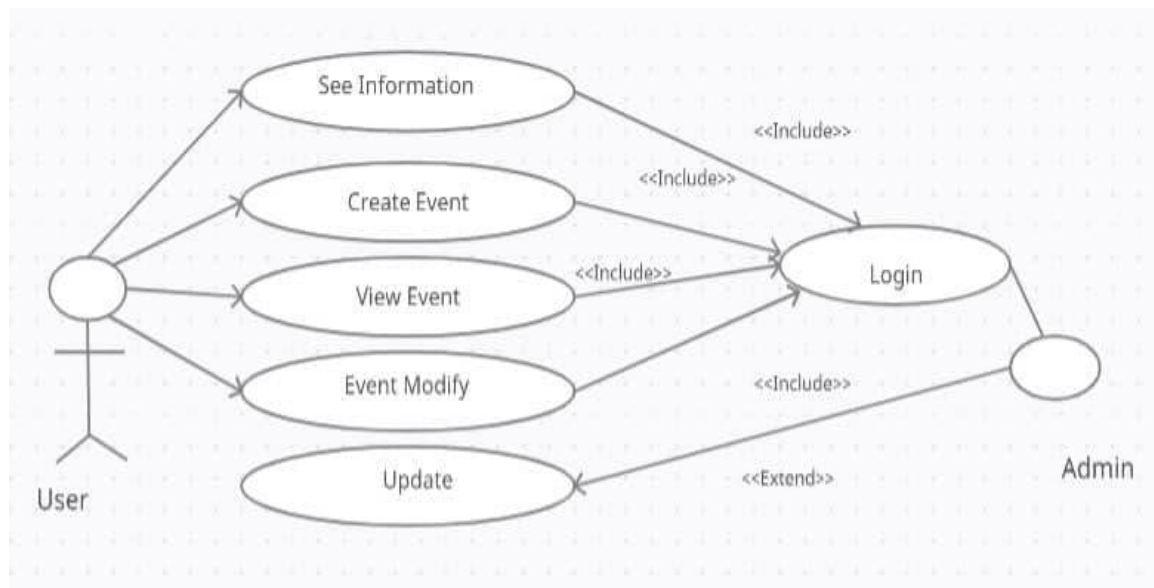 See Information
<<Include>>
<<Include>>
Create Event
<<Include>>
Login
View Event
Event Modify
<<Include>>
Admin
Update
<<Extend>>
User